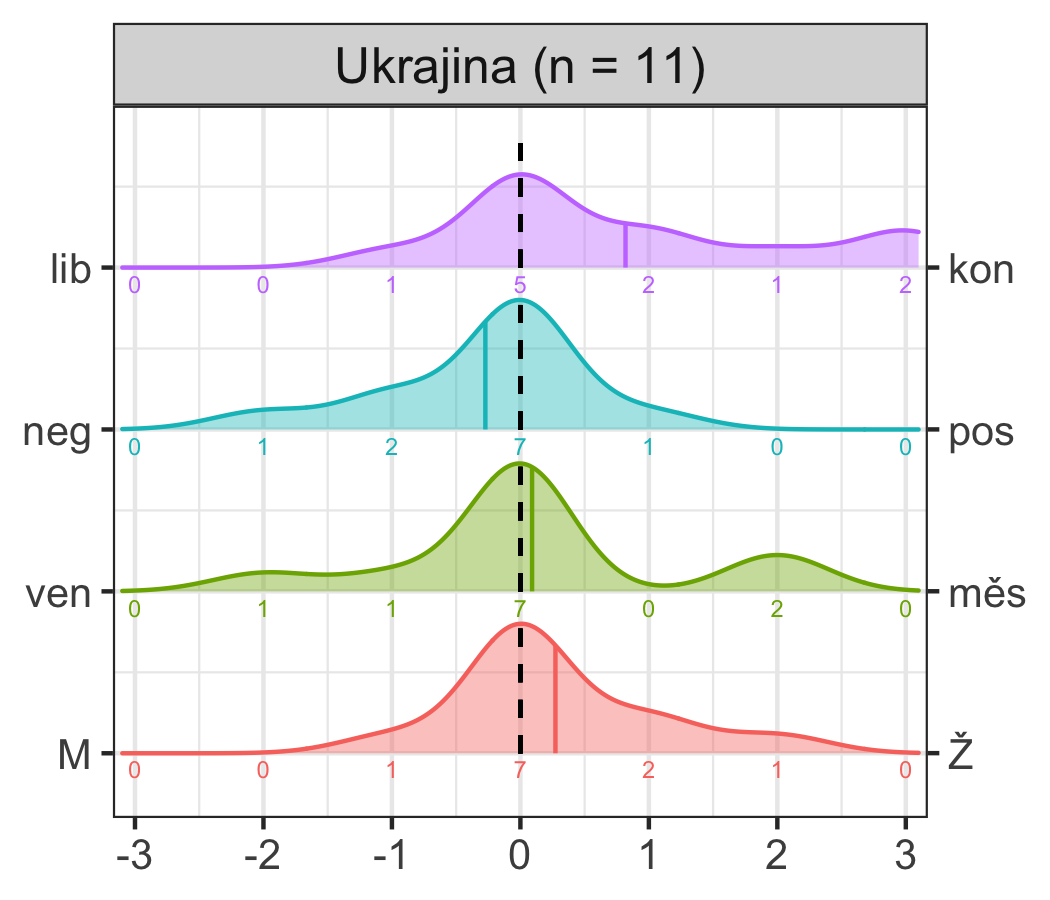 Ukrajina (n = 11)
lib kon
0 0 1 5 2 1 2
neg pos
0 1 2 7 1 0 0
ven měs
0 1 1 7 0 2 0
M Ž
0 0 1 7 2 1 0
-3 -2 -1 0 1 2 3